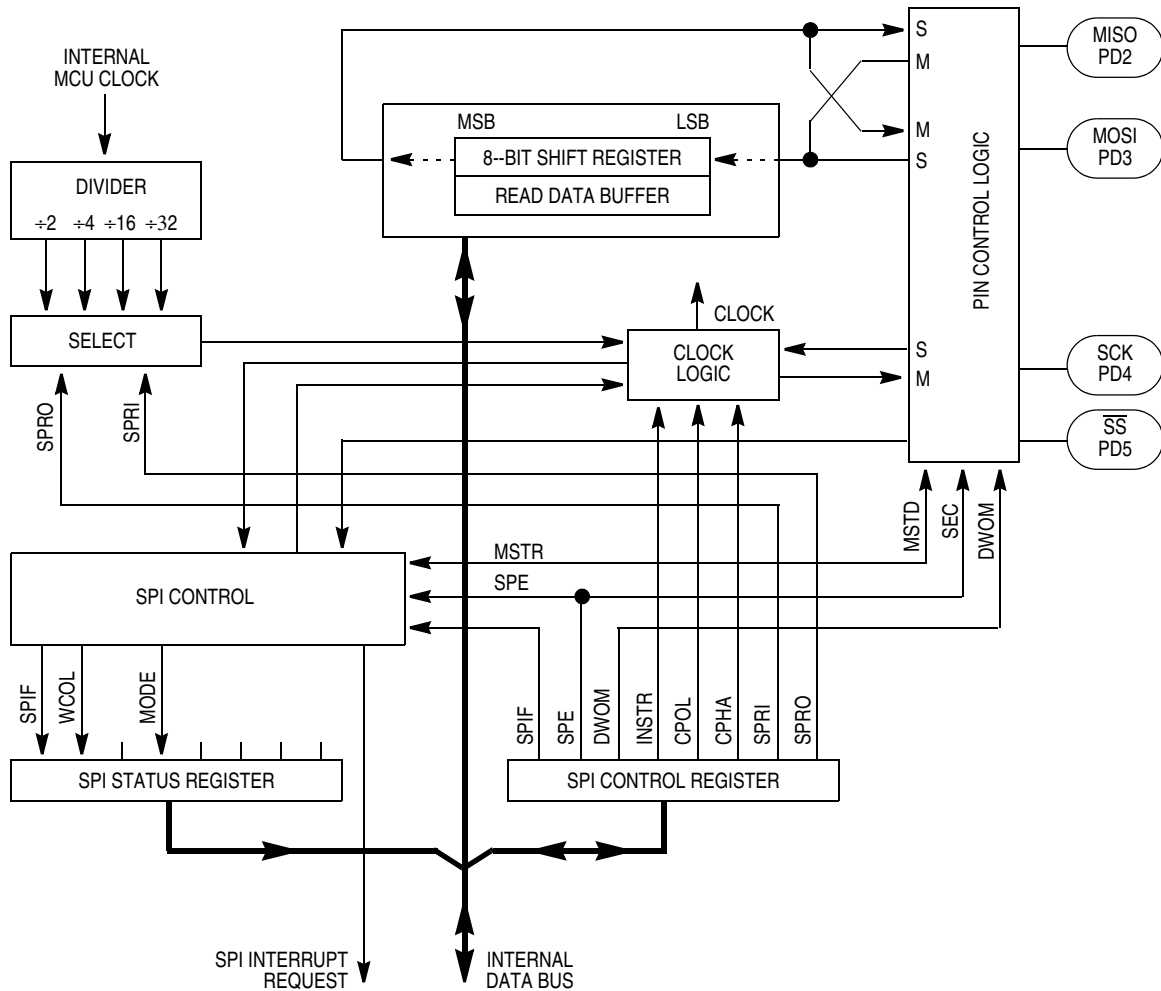 INTERNAL
MCU CLOCK
DIVIDER
÷2 ÷4 ÷16 ÷32
SELECT
SPRO
SPRI
MSB LSB
8--BIT SHIFT REGISTER
READ DATA BUFFER
CLOCK
CLOCK
LOGIC
S
M
M
S
S
M
PIN CONTROL LOGIC
MISO
PD2
MOSI
PD3
SCK
PD4
SS
PD5
MSTD
SEC
DWOM
MSTR
SPE
SPI CONTROL
SPIF
WCOL
MODE
SPI STATUS REGISTER
SPIF
SPE
DWOM
INSTR
CPOL
CPHA
SPRI
SPRO
SPI CONTROL REGISTER
SPI INTERRUPT
REQUEST
INTERNAL
DATA BUS